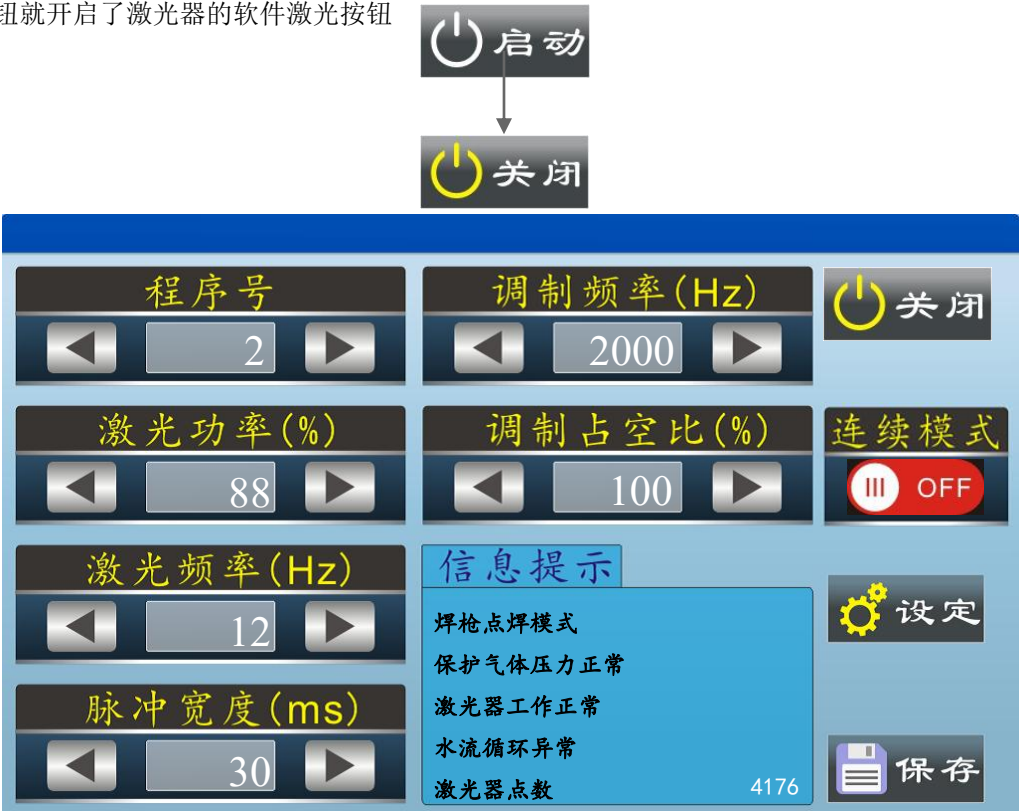 钮就开启了激光器的软件激光按钮
启动
关闭
程序号
2
调制频率(Hz)
2000
关闭
激光功率(%)
88
调制占空比(%)
100
连续模式
OFF
激光频率(Hz)
12
信息提示
焊枪点焊模式
保护气体压力正常
激光器工作正常
水流循环异常
激光器点数 4176
设定
脉冲宽度(ms)
30
保存